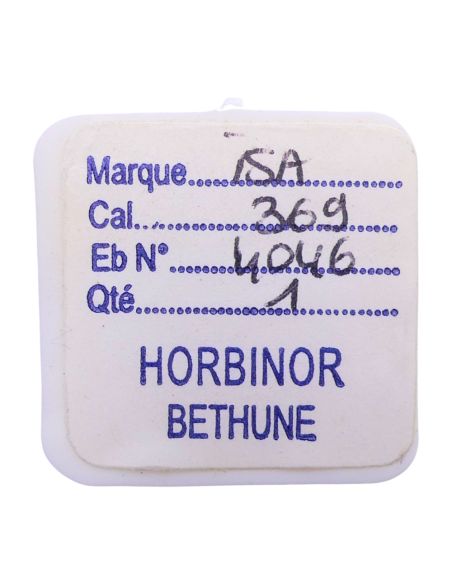 Marque......ISA......
Cal......369......
Eb N°......4046......
Qté......1......
HORBINOR
BETHUNE